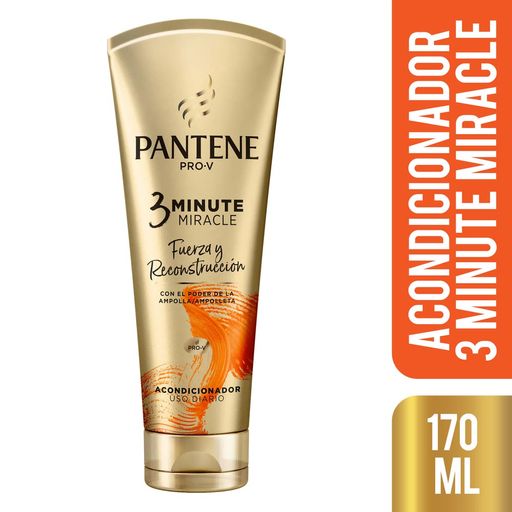 PANTENE
PRO-V
3 MINUTE
MIRACLE
Fuerza y
Reconstrucción
CON EL PODER DE LA
AMPOLLA/AMPOLLETA
PRO-V
ACONDICIONADOR
USO DIARIO
ACONDICIONADOR
3 MINUTE MIRACLE
170
ML